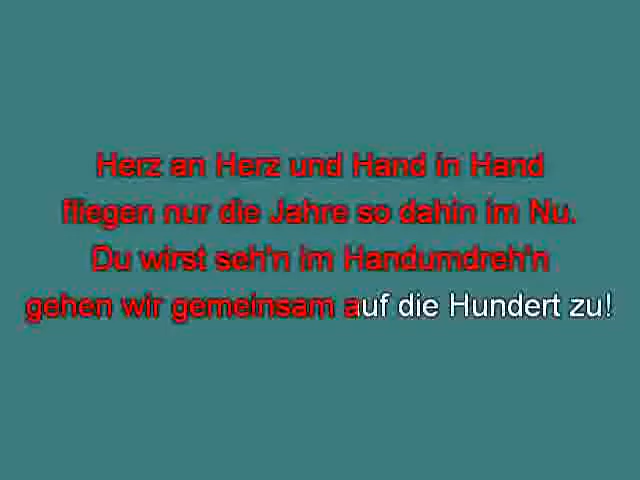 Herz an Herz und Hand in Hand
fliegen nur die Jahre so dahin im Nu.
Du wirst seh'n im Handumdreh'n
gehen wir gemeinsam auf die Hundert zu!